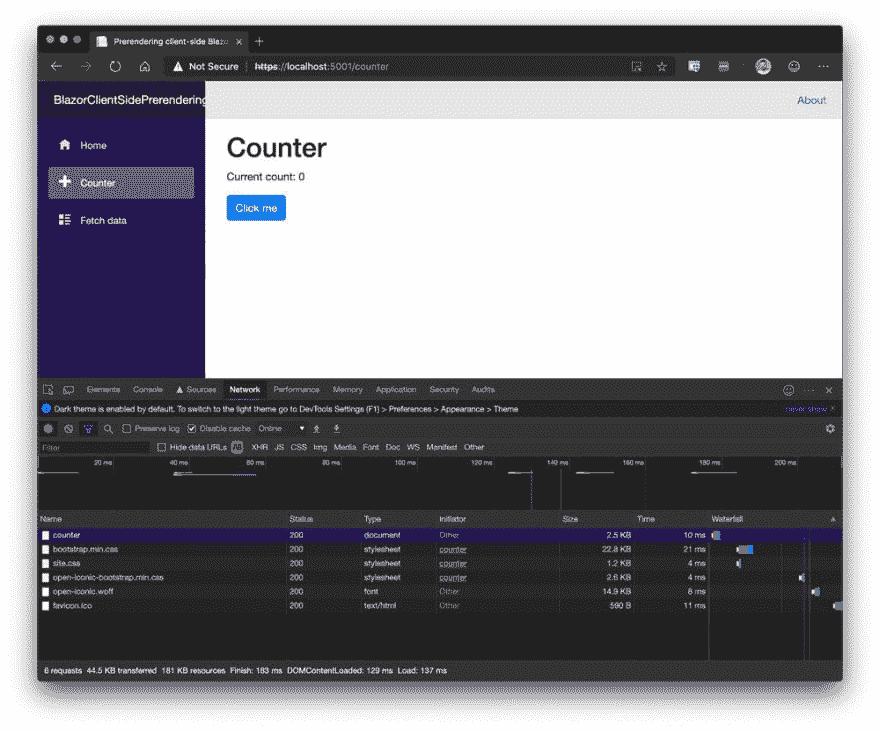 Prerendering client-side Blaz
Not Secure https://localhost:5001/counter
BlazorClientSidePrerendering
About
Home
Counter
Fetch data
Counter
Current count: 0
Click me
Elements Console Sources Network Performance Memory Application Security Audits
Dark theme is enabled by default. To switch to the light theme go to DevTools Settings (F1) > Preferences > Appearance > Theme never show
Preserve log Disable cache Online
Filter Hide data URLs All XHR JS CSS Img Media Font Doc WS Manifest Other
20 ms 40 ms 60 ms 80 ms 100 ms 120 ms 140 ms 160 ms 180 ms 200 ms
Name Status Type Initiator Size Time Waterfall
counter 200 document Other 2.5 KB 10 ms
bootstrap.min.css 200 stylesheet counter 22.8 KB 21 ms
site.css 200 stylesheet counter 1.2 KB 4 ms
open-iconic-bootstrap.min.css 200 stylesheet counter 2.6 KB 4 ms
open-iconic.woff 200 font Other 14.9 KB 8 ms
favicon.ico 200 text/html Other 590 B 11 ms
6 requests 44.5 KB transferred 181 KB resources Finish: 183 ms DOMContentLoaded: 129 ms Load: 137 ms